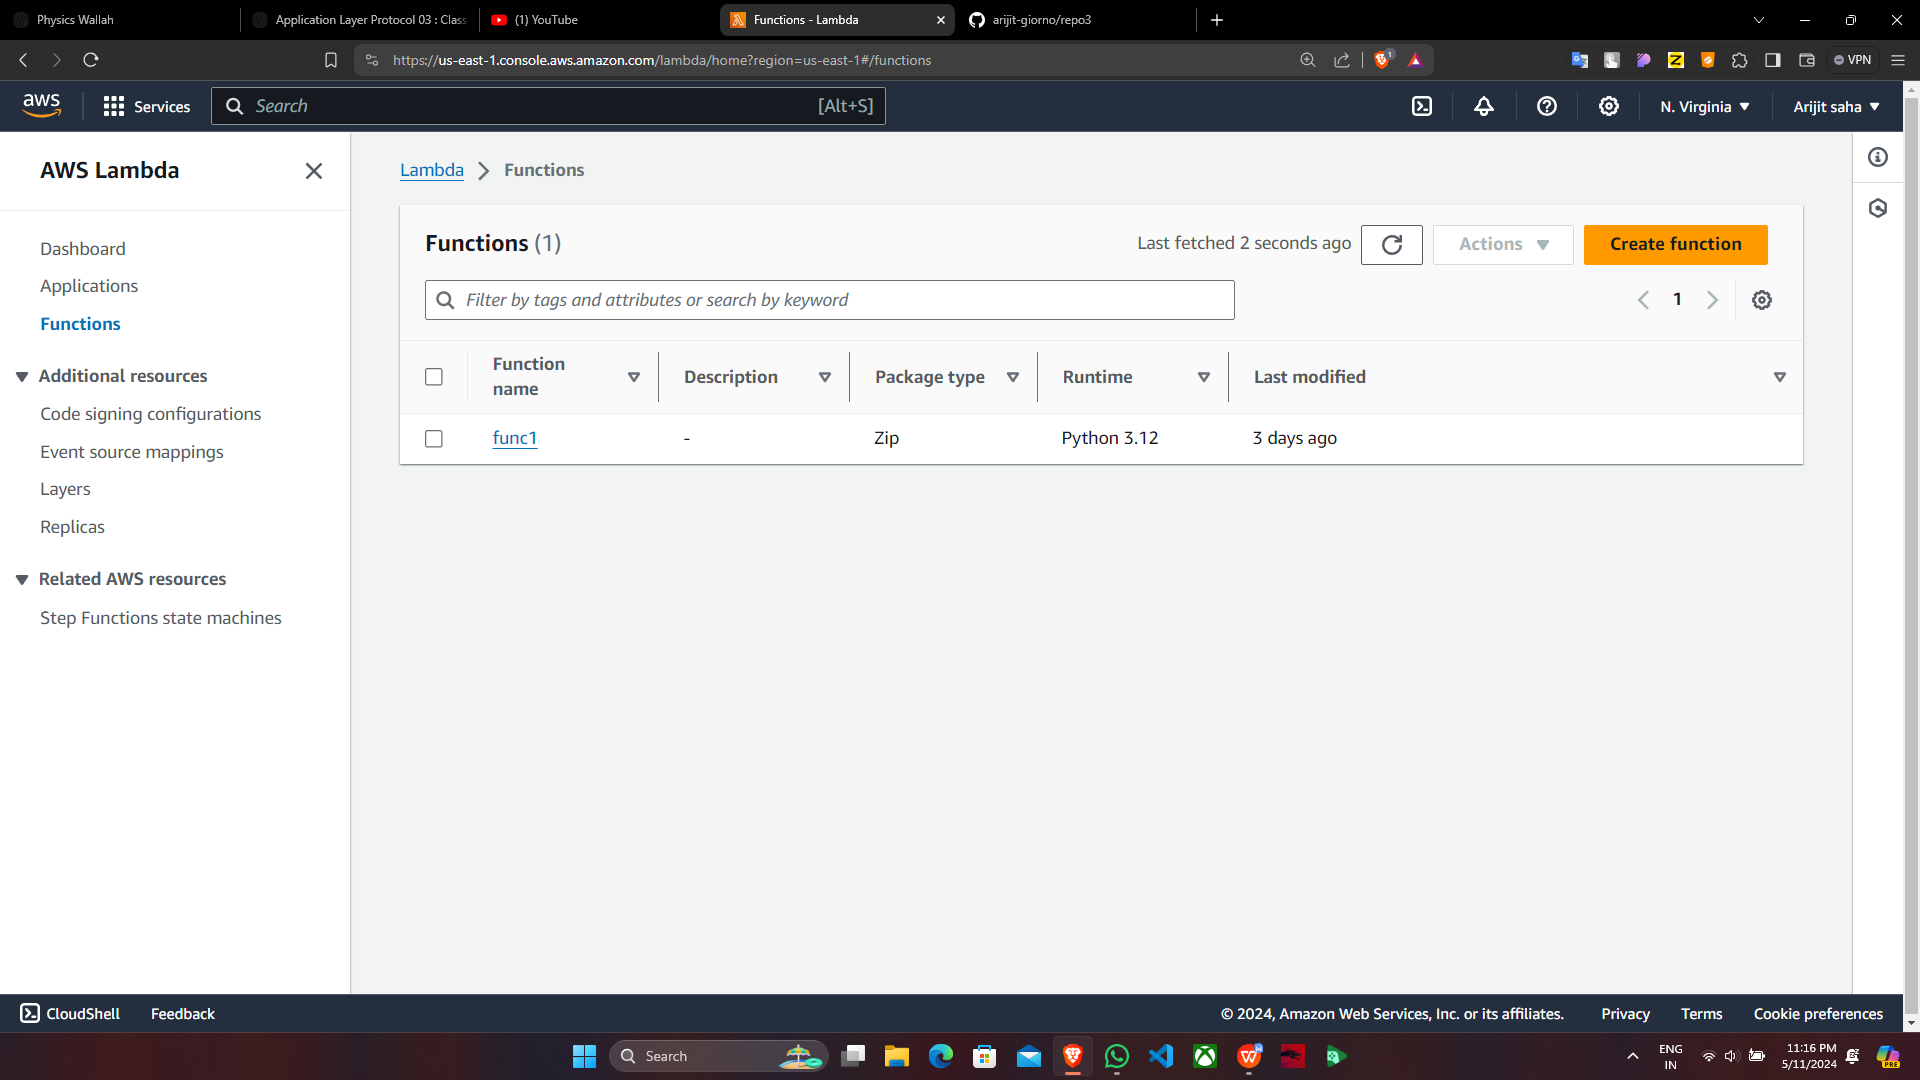 Physics Wallah
Application Layer Protocol 03 : Class
(1) YouTube
Functions - Lambda
arijit-giorno/repo3
https://us-east-1.console.aws.amazon.com/lambda/home?region=us-east-1#/functions
1
VPN
aws
Services
Search
[Alt+S]
N. Virginia
Arijit saha
AWS Lambda
Dashboard
Applications
Functions
Additional resources
Code signing configurations
Event source mappings
Layers
Replicas
Related AWS resources
Step Functions state machines
Lambda
Functions
Functions (1)
Last fetched 2 seconds ago
Actions
Create function
Filter by tags and attributes or search by keyword
1
Function name
Description
Package type
Runtime
Last modified
func1
-
Zip
Python 3.12
3 days ago
CloudShell
Feedback
© 2024, Amazon Web Services, Inc. or its affiliates.
Privacy
Terms
Cookie preferences
Search
ENG
IN
11:16 PM
5/11/2024
PRE